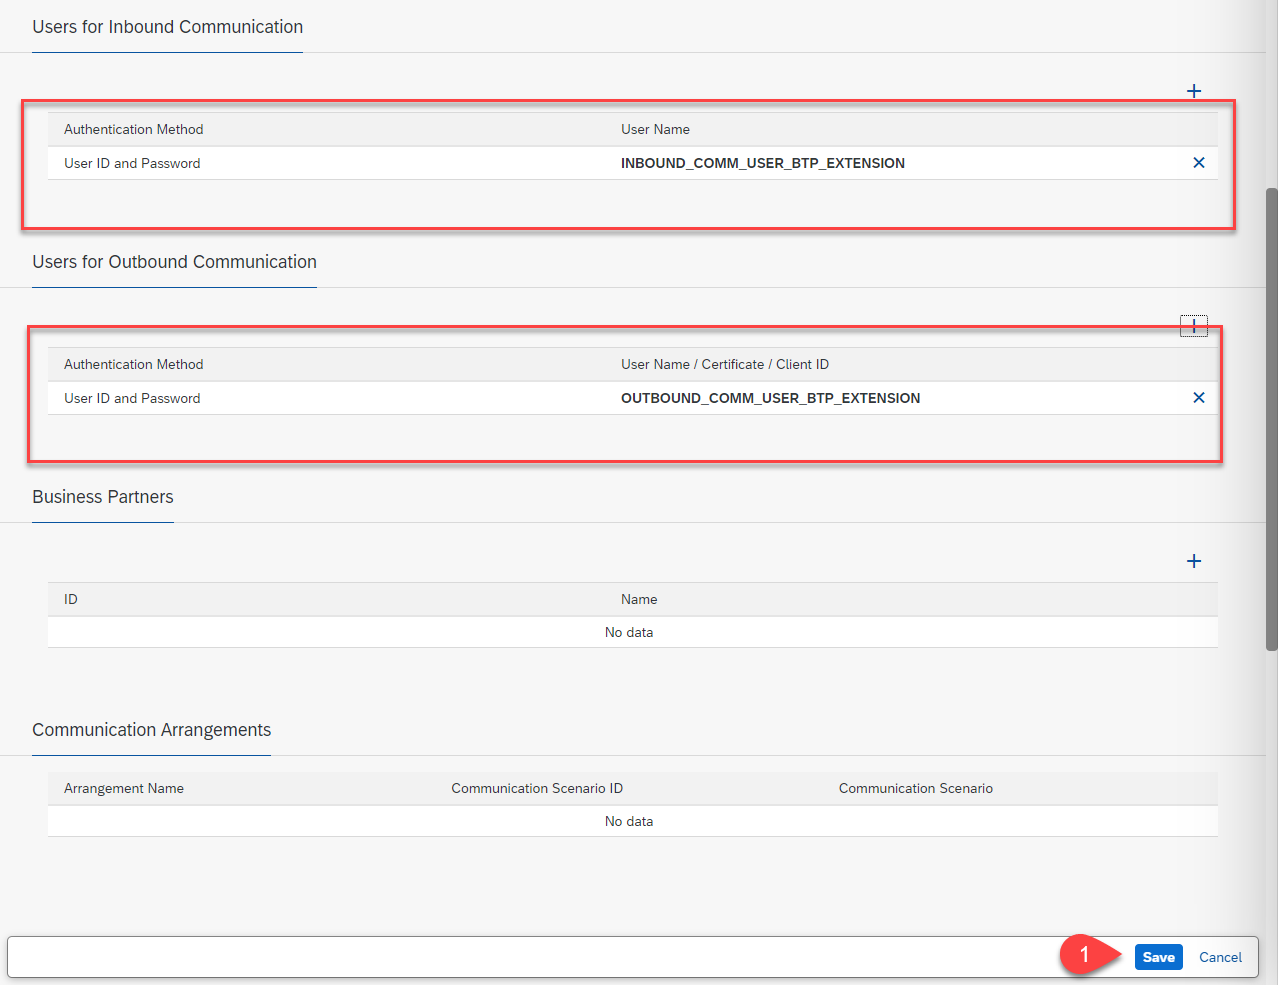 Users for Inbound Communication
Authentication Method User Name
User ID and Password INBOUND_COMM_USER_BTP_EXTENSION
Users for Outbound Communication
Authentication Method User Name / Certificate / Client ID
User ID and Password OUTBOUND_COMM_USER_BTP_EXTENSION
Business Partners
ID Name
No data
Communication Arrangements
Arrangement Name Communication Scenario ID Communication Scenario
No data
1 Save Cancel